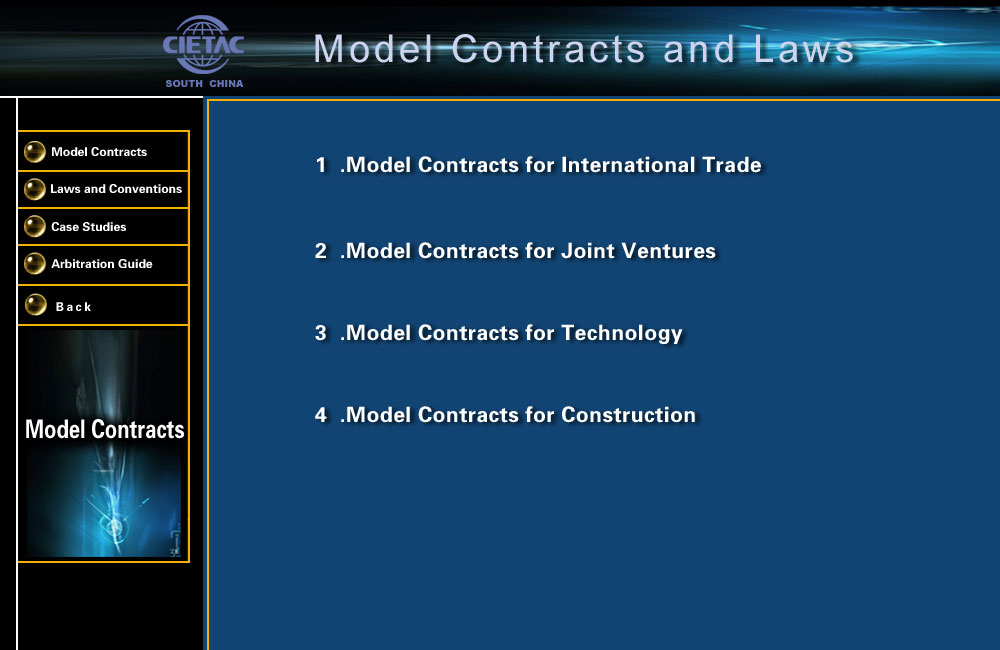 CIETAC
SOUTH CHINA
Model Contracts and Laws
Model Contracts
Laws and Conventions
Case Studies
Arbitration Guide
Back
Model Contracts
1 .Model Contracts for International Trade
2 .Model Contracts for Joint Ventures
3 .Model Contracts for Technology
4 .Model Contracts for Construction